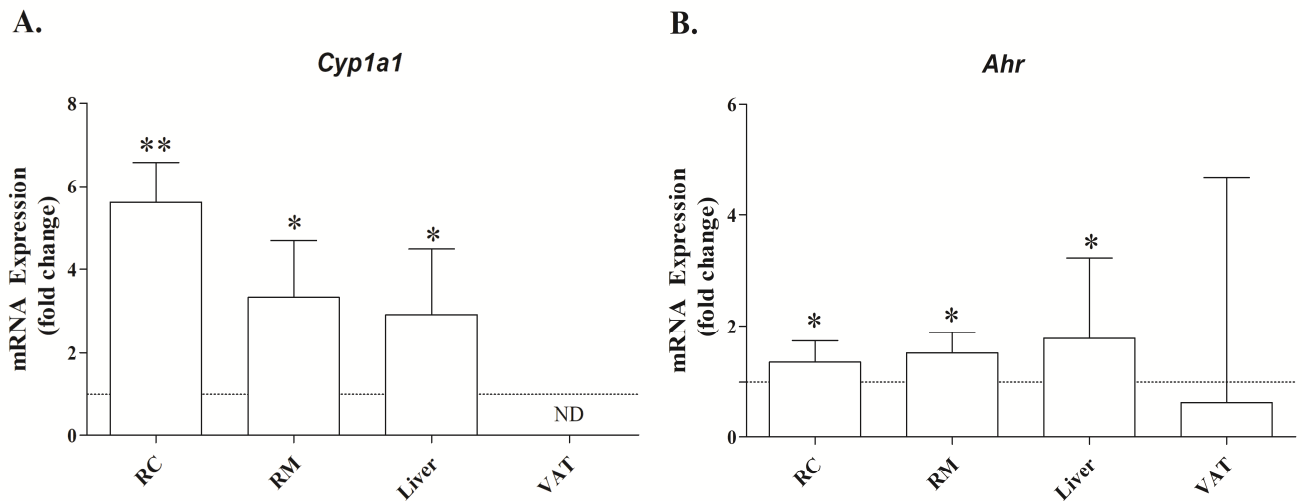 A.
Cyp1a1
mRNA Expression
(fold change)
8
6
4
2
0
**
*
*
ND
RC
RM
Liver
VAT
B.
Ahr
mRNA Expression
(fold change)
6
4
2
0
*
*
*
RC
RM
Liver
VAT